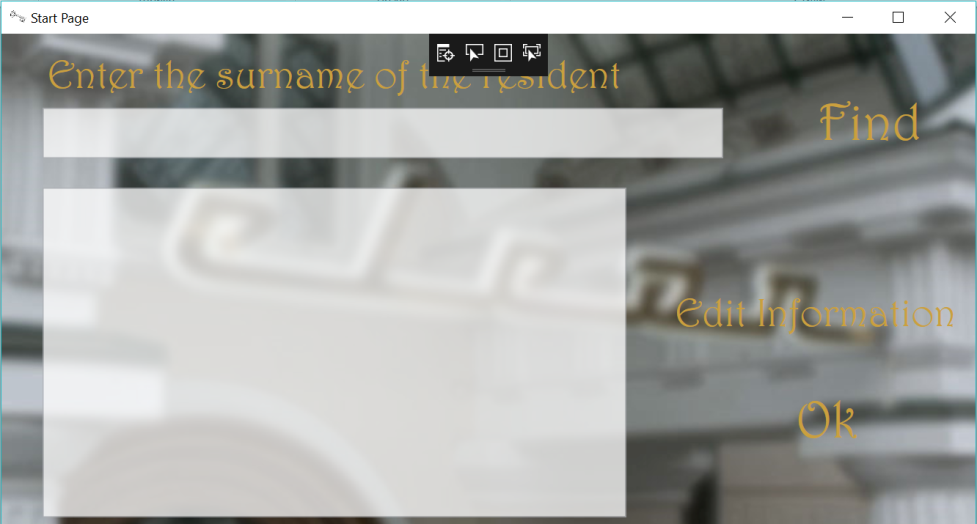 Start Page
Enter the surname of the resident
Find
Edit Information
Ok